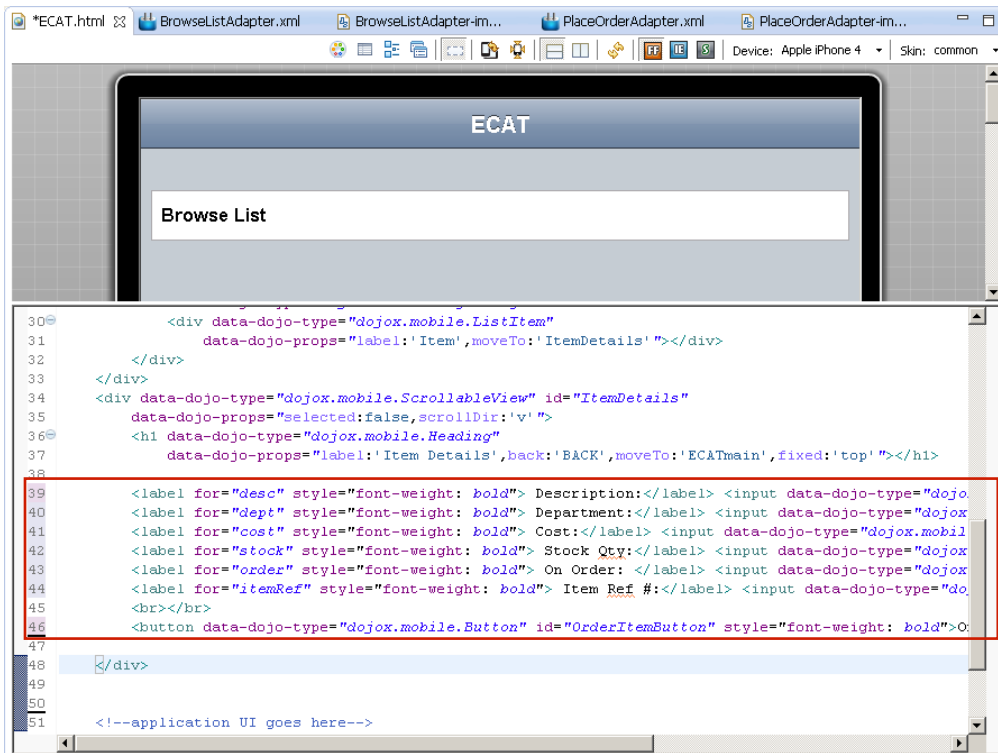 *ECAT.html BrowseListAdapter.xml BrowseListAdapter-im... PlaceOrderAdapter.xml PlaceOrderAdapter-im...
FF IE S Device: Apple iPhone 4 Skin: common
ECAT
Browse List
30 <div data-dojo-type="dojox.mobile.ListItem"
31 data-dojo-props="label:'Item',moveTo:'ItemDetails'"></div>
32 </div>
33 </div>
34 <div data-dojo-type="dojox.mobile.ScrollableView" id="ItemDetails"
35 data-dojo-props="selected:false,scrollDir:'v'">
36 <h1 data-dojo-type="dojox.mobile.Heading"
37 data-dojo-props="label:'Item Details',back:'BACK',moveTo:'ECATmain',fixed:'top'"></h1>
38
39 <label for="desc" style="font-weight: bold"> Description:</label> <input data-dojo-type="dojo
40 <label for="dept" style="font-weight: bold"> Department:</label> <input data-dojo-type="dojox
41 <label for="cost" style="font-weight: bold"> Cost:</label> <input data-dojo-type="dojox.mobil
42 <label for="stock" style="font-weight: bold"> Stock Qty:</label> <input data-dojo-type="dojox
43 <label for="order" style="font-weight: bold"> On Order: </label> <input data-dojo-type="dojox
44 <label for="itemRef" style="font-weight: bold"> Item Ref #:</label> <input data-dojo-type="do
45 <br></br>
46 <button data-dojo-type="dojox.mobile.Button" id="OrderItemButton" style="font-weight: bold">O
47
48 </div>
49
50
51 <!--application UI goes here-->